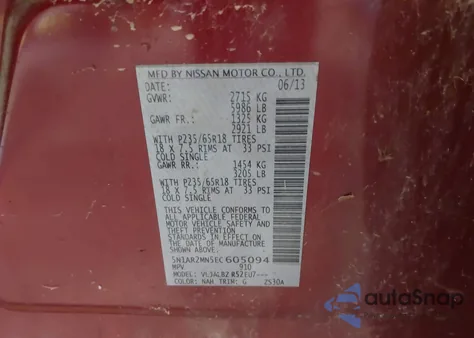 MFD BY NISSAN MOTOR CO., LTD.
DATE: 06/13
GVWR: 2715 KG
5986 LB
GAWR FR.: 1325 KG
2921 LB
WITH P235/65R18 TIRES
18 x 7.5 RIMS AT 33 PSI
COLD SINGLE
GAWR RR.: 1454 KG
3205 LB
WITH P235/65R18 TIRES
18 x 7.5 RIMS AT 33 PSI
COLD SINGLE
THIS VEHICLE CONFORMS TO
ALL APPLICABLE FEDERAL
MOTOR VEHICLE SAFETY AND
THEFT PREVENTION
STANDARDS IN EFFECT ON
THE DATE OF MANUFACTURE
SHOWN ABOVE.
5N1AR2MN5EC605094
MPV 910
MODEL:
COLOR: NAH TRIM: G 2S30A
autoSnap